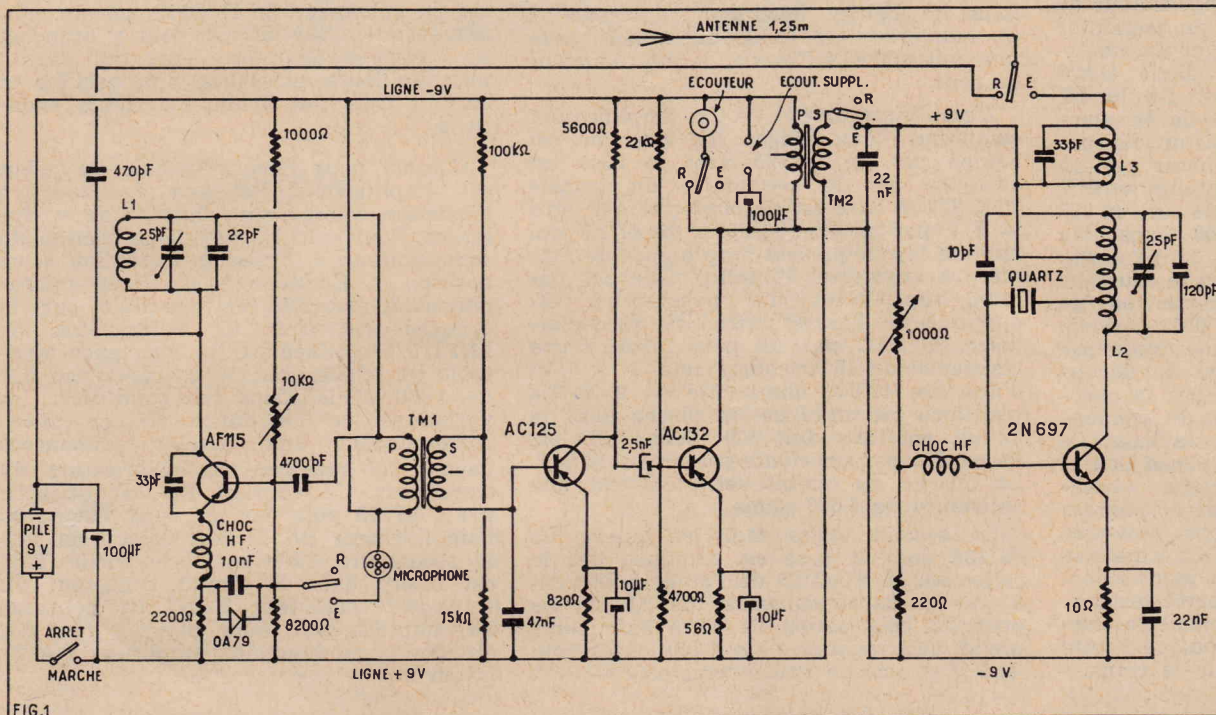 ANTENNE 1,25m
R
E
LIGNE -9V
ECOUTEUR
ECOUT. SUPPL.
P S
R
E
+9V
1000Ω
100KΩ
5600Ω
22kΩ
R
E
TM2
22
nF
33pF
L3
470pF
100µF
L1
25pF
22pF
10pF
QUARTZ
25pF
120pF
1000Ω
L2
10KΩ
TM1
AF115
P
S
AC125
AC132
2N697
4700pF
2,5nF
CHOC HF
33pF
PILE
9V
-
+
100µF
CHOC
HF
10nF
R
E
MICROPHONE
2200Ω
OA79
8200Ω
15kΩ
47nF
820Ω
10µF
4700Ω
56Ω
10µF
220Ω
10Ω
22nF
ARRET
MARCHE
LIGNE +9V
-9V
FIG.1